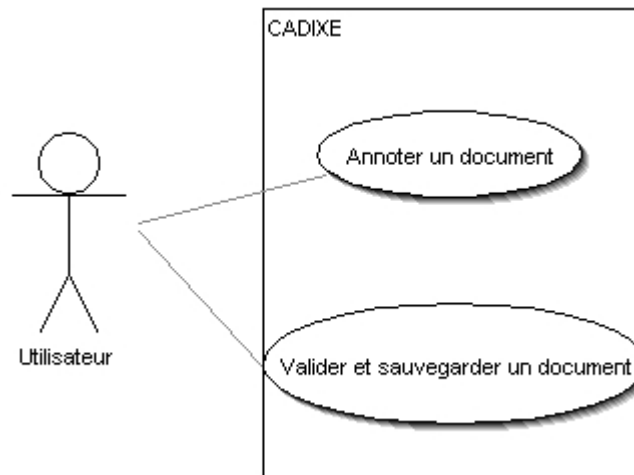 CADIXE
Annoter un document
Utilisateur
Valider et sauvegarder un document